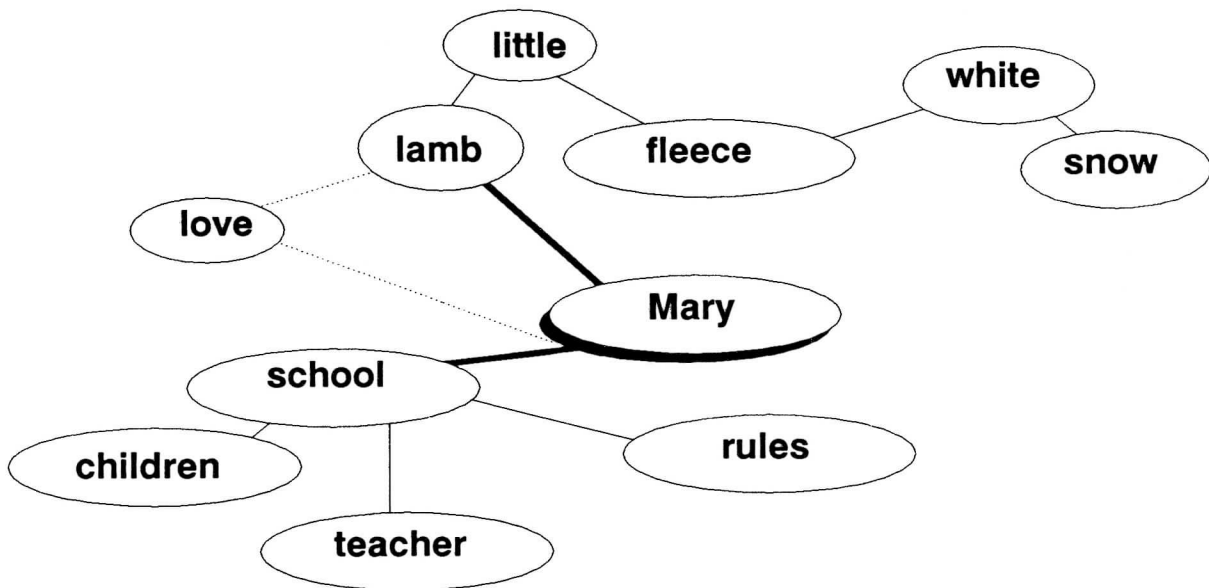 little
white
lamb
fleece
snow
love
Mary
school
rules
children
teacher